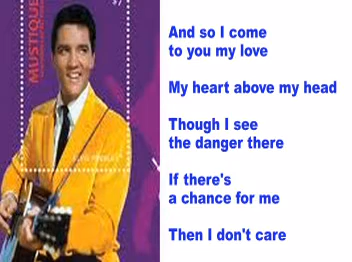 MUSTIQUE
And so I come
to you my love
My heart above my head
Though I see
the danger there
If there's
a chance for me
Then I don't care